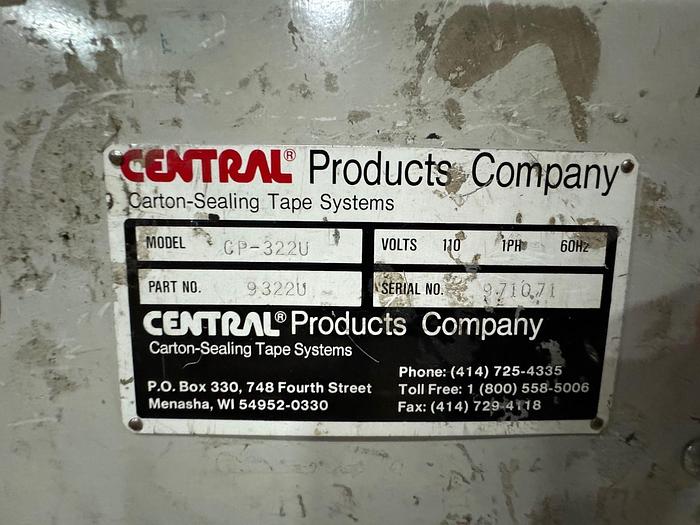 CENTRAL® Products Company
Carton-Sealing Tape Systems
MODEL CP-322U VOLTS 110 1PH 60Hz
PART NO. 9322U SERIAL NO. 971071
CENTRAL® Products Company
Carton-Sealing Tape Systems
Phone: (414) 725-4335
P.O. Box 330, 748 Fourth Street Toll Free: 1 (800) 558-5006
Menasha, WI 54952-0330 Fax: (414) 729-4118